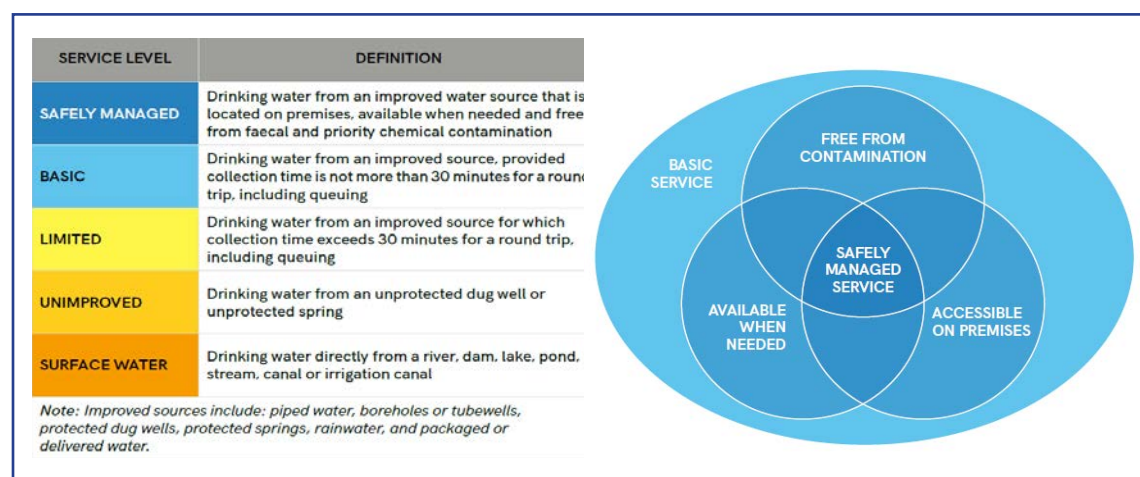 SERVICE LEVEL
DEFINITION
SAFELY MANAGED
Drinking water from an improved water source that is
located on premises, available when needed and free
from faecal and priority chemical contamination
BASIC
Drinking water from an improved source, provided
collection time is not more than 30 minutes for a round
trip, including queuing
LIMITED
Drinking water from an improved source for which
collection time exceeds 30 minutes for a round trip,
including queuing
UNIMPROVED
Drinking water from an unprotected dug well or
unprotected spring
SURFACE WATER
Drinking water directly from a river, dam, lake, pond,
stream, canal or irrigation canal
Note: Improved sources include: piped water, boreholes or tubewells,
protected dug wells, protected springs, rainwater, and packaged or
delivered water.
BASIC
SERVICE
FREE FROM
CONTAMINATION
SAFELY
MANAGED
SERVICE
AVAILABLE
WHEN
NEEDED
ACCESSIBLE
ON PREMISES